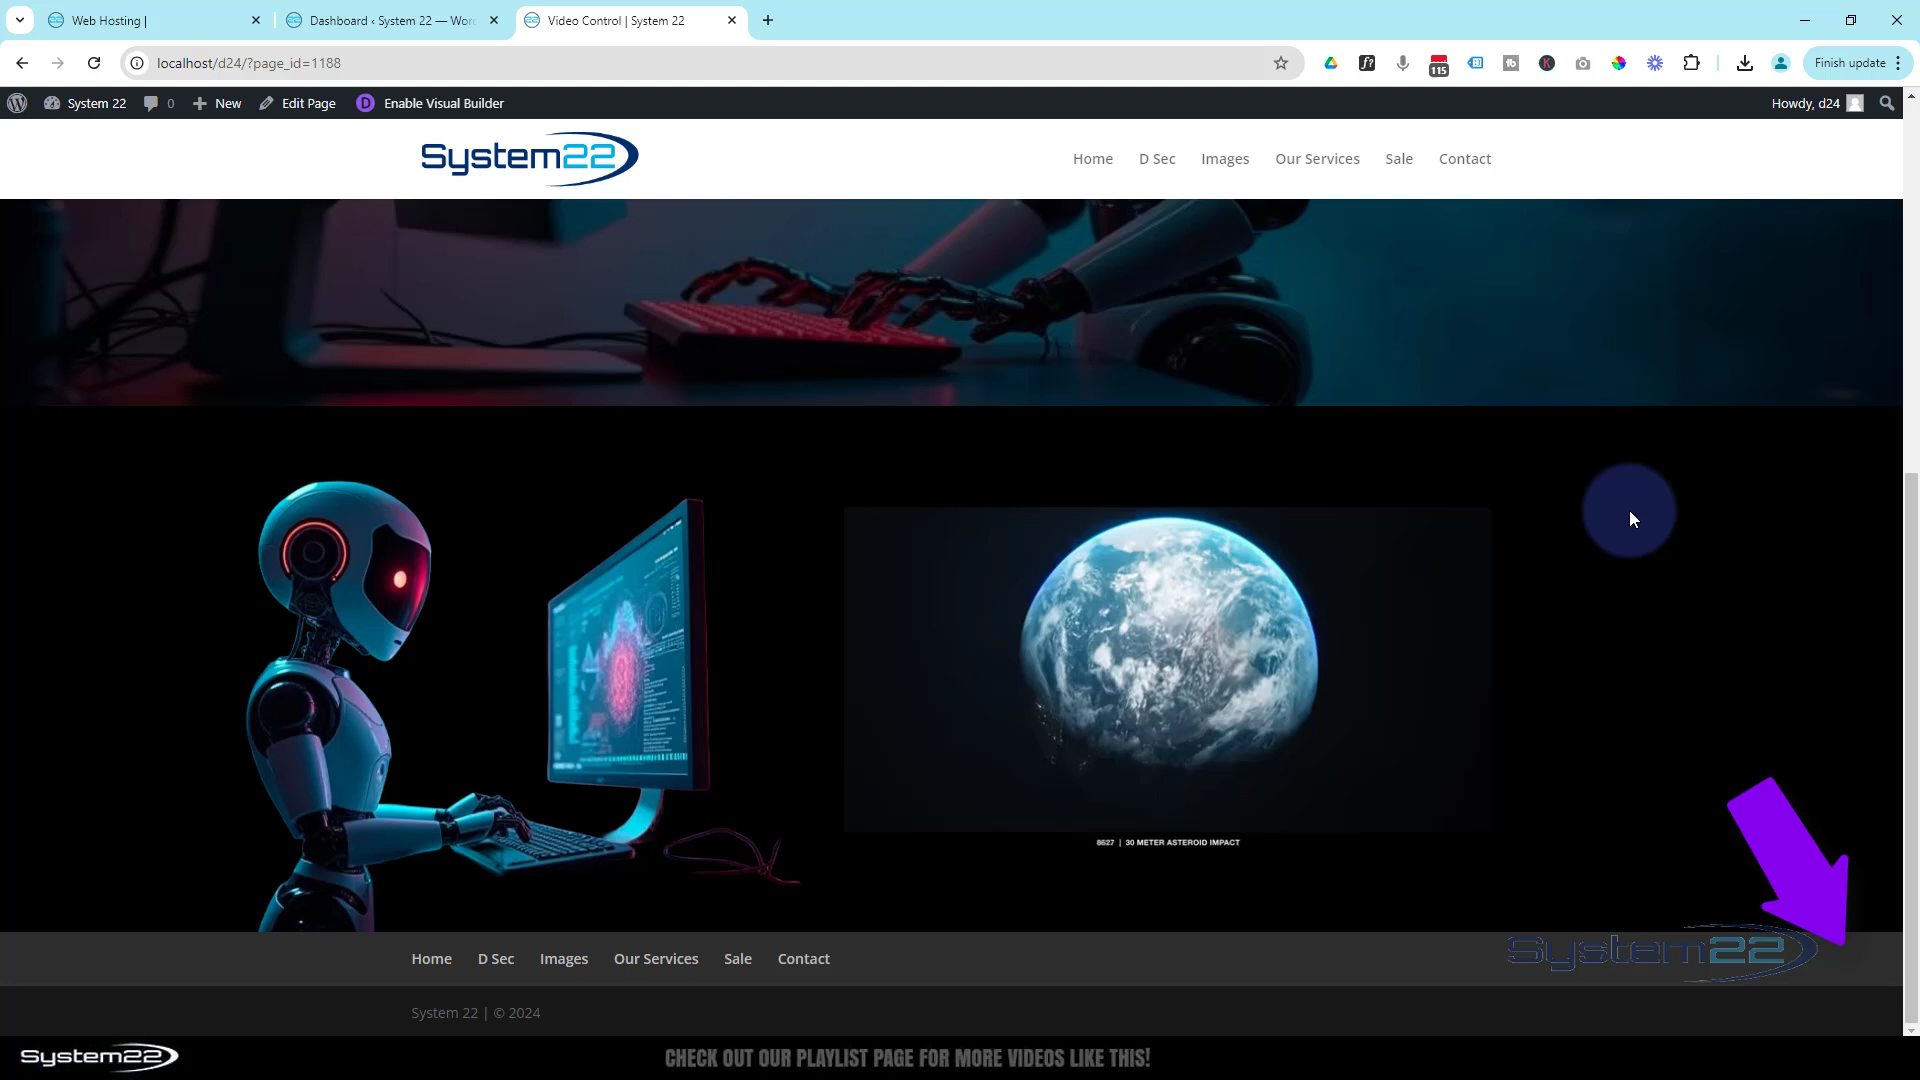 Web Hosting |
Dashboard ‹ System 22 — Word
Video Control | System 22
localhost/d24/?page_id=1188
115
Finish update
System 22
0
New
Edit Page
D
Enable Visual Builder
Howdy, d24
System22
Home
D Sec
Images
Our Services
Sale
Contact
8627 | 30 METER ASTEROID IMPACT
Home
D Sec
Images
Our Services
Sale
Contact
System22
System 22 | © 2024
System22
CHECK OUT OUR PLAYLIST PAGE FOR MORE VIDEOS LIKE THIS!